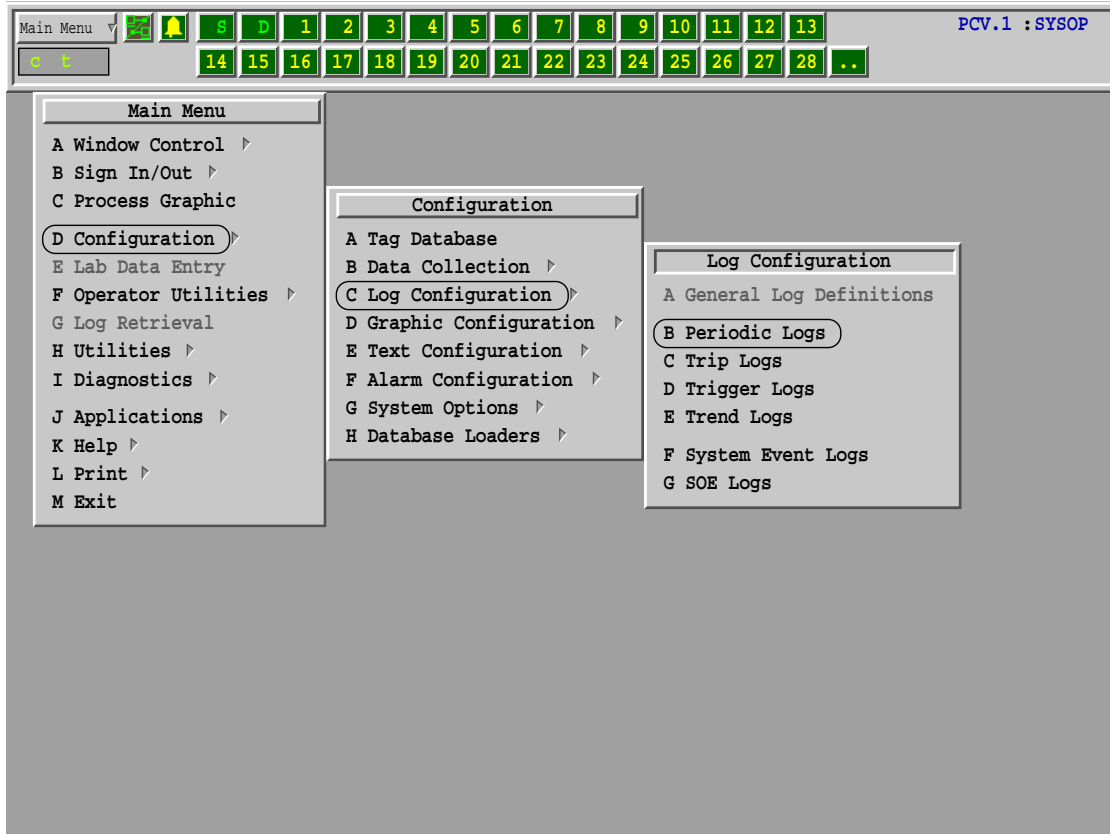 Main Menu
S D 1 2 3 4 5 6 7 8 9 10 11 12 13
PCV.1 :SYSOP
c t
14 15 16 17 18 19 20 21 22 23 24 25 26 27 28 ..
Main Menu
A Window Control
B Sign In/Out
C Process Graphic
D Configuration
E Lab Data Entry
F Operator Utilities
G Log Retrieval
H Utilities
I Diagnostics
J Applications
K Help
L Print
M Exit
Configuration
A Tag Database
B Data Collection
C Log Configuration
D Graphic Configuration
E Text Configuration
F Alarm Configuration
G System Options
H Database Loaders
Log Configuration
A General Log Definitions
B Periodic Logs
C Trip Logs
D Trigger Logs
E Trend Logs
F System Event Logs
G SOE Logs